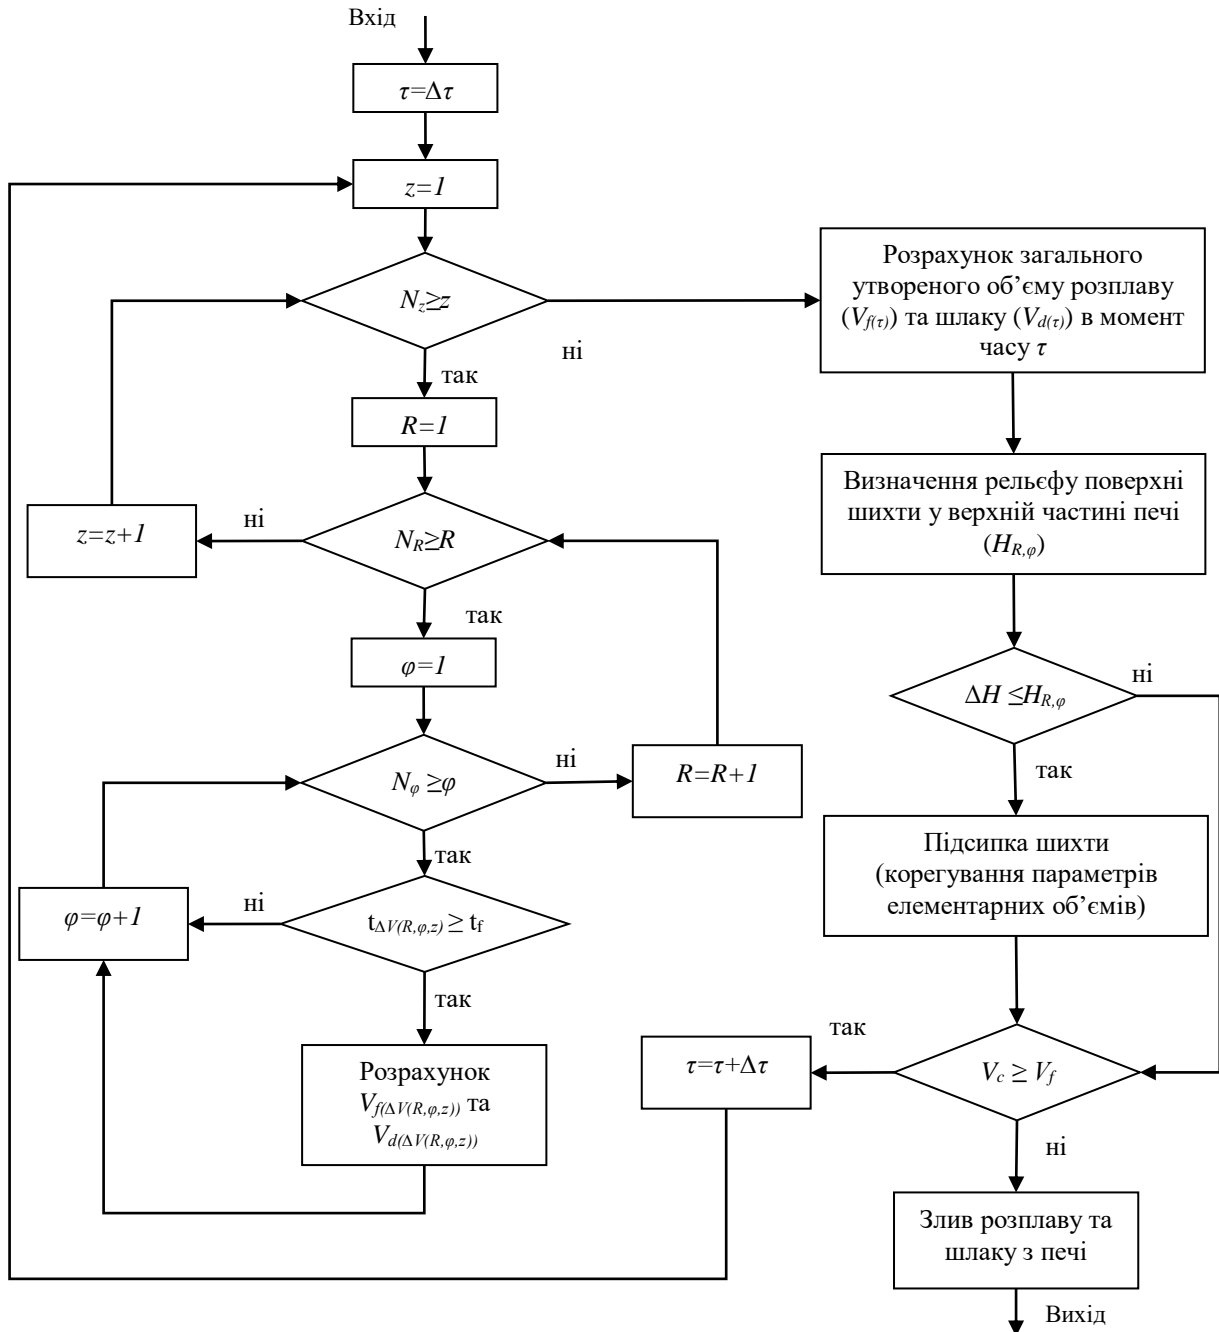 Вхід
τ=Δτ
z=1
N_z≥z
ні
так
Розрахунок загального
утвореного об’єму розплаву
(V_f(τ)) та шлаку (V_d(τ)) в момент
часу τ
R=1
N_R≥R
ні
z=z+1
так
Визначення рельєфу поверхні
шихти у верхній частині печі
(H_R,φ)
φ=1
ΔH ≤H_R,φ
ні
так
N_φ ≥φ
ні
R=R+1
так
Підсипка шихти
(корегування параметрів
елементарних об’ємів)
t_ΔV(R,φ,z) ≥ t_f
ні
φ=φ+1
так
Розрахунок
V_f(ΔV(R,φ,z)) та
V_d(ΔV(R,φ,z))
V_c ≥ V_f
так
τ=τ+Δτ
ні
Злив розплаву та
шлаку з печі
Вихід